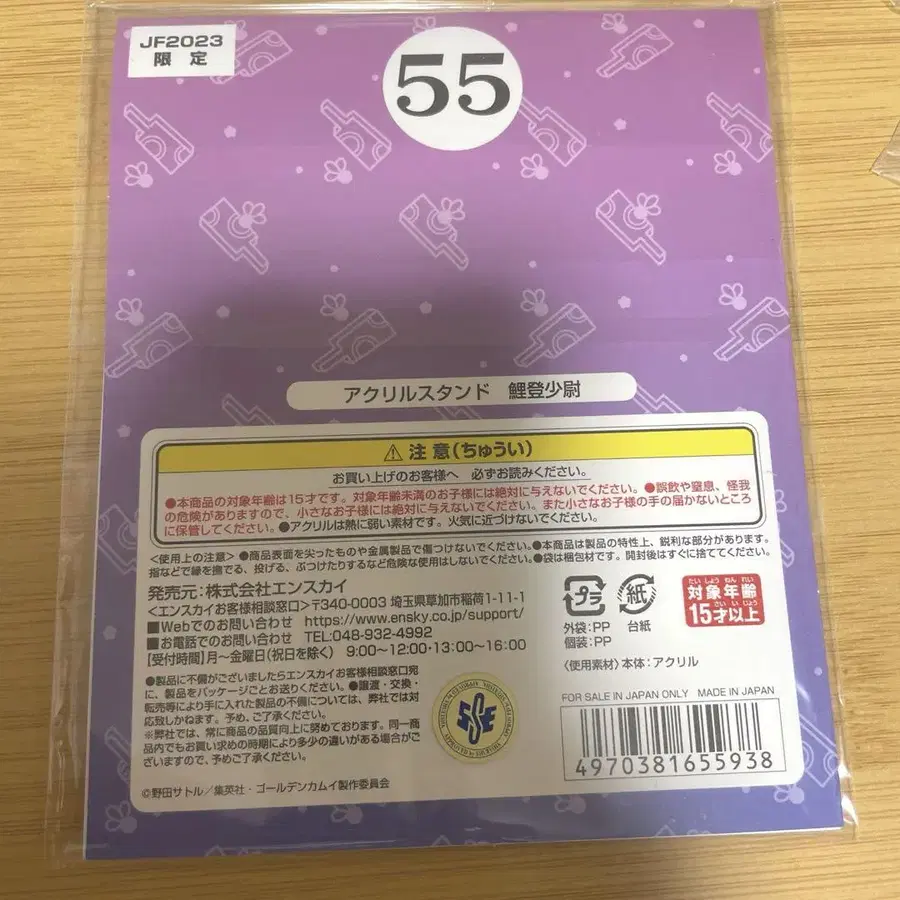 JF2023
限定
55
アクリルスタンド 鯉登少尉
⚠注意(ちゅうい)
お買い上げのお客様へ 必ずお読みください。
●本商品の対象年齢は15才です。対象年齢未満のお子様には絶対に与えないでください。●誤飲や窒息、怪我
の危険がありますので、小さなお子様には絶対に与えないでください。また小さなお子様の手の届かないところ
に保管してください。●アクリルは熱に弱い素材です。火気に近づけないでください。
<使用上の注意>●商品表面を尖ったものや金属製品で傷つけないでください。●本商品は製品の特性上、鋭利な部分があります。
指などで縁を撫でる、投げる、ぶつけたりするなど危険な使用はしないでください。●袋は梱包材です。開封後はすぐに捨ててください。
発売元:株式会社エンスカイ
<エンスカイお客様相談窓口>〒340-0003 埼玉県草加市稲荷1-11-1
■Webでのお問い合わせ https://www.ensky.co.jp/support/
■お電話でのお問い合わせ TEL:048-932-4992
【受付時間】月~金曜日(祝日を除く) 9:00~12:00・13:00~16:00
●製品に不備がございましたらエンスカイお客様相談窓口宛
に、製品をパッケージごとお送りください。●譲渡・交換・
転売等により手に入れた製品の不備については、弊社では対
応致しかねます。予め、ご了承ください。
※弊社では、常に商品の品質向上に努めております。同一商
品内でもお買い求めの時期により多少の違いがある場合がご
ざいますので、予めご了承ください。
©野田サトル/集英社・ゴールデンカムイ製作委員会
プラ
紙
外袋:PP
個装:PP
台紙
たいしょうねんれい
対象年齢
さいいじょう
15才以上
<使用素材>本体:アクリル
FOR SALE IN JAPAN ONLY MADE IN JAPAN
4970381655938
ESE